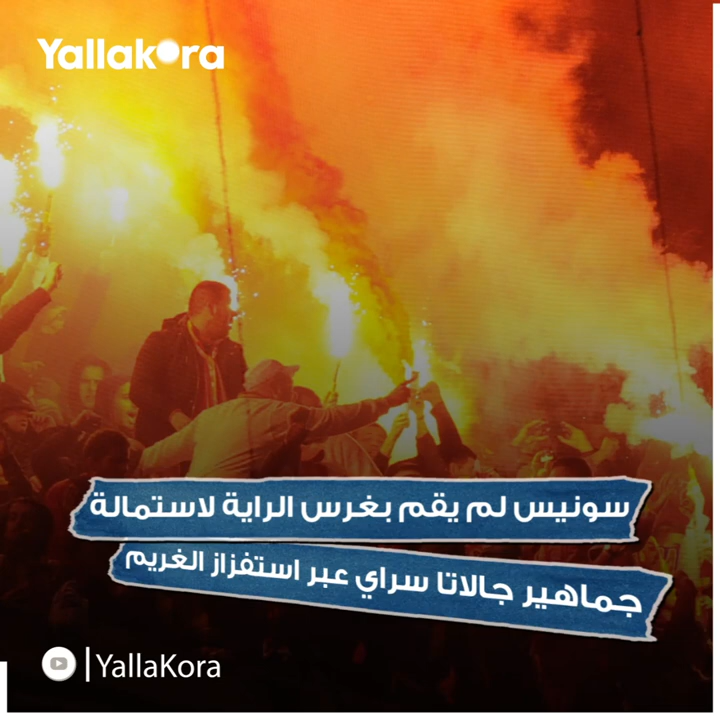 Yallakora
سونيس لم يقم بغرس الراية لاستمالة
جماهير جالاتا سراي عبر استفزاز الغريم
YallaKora